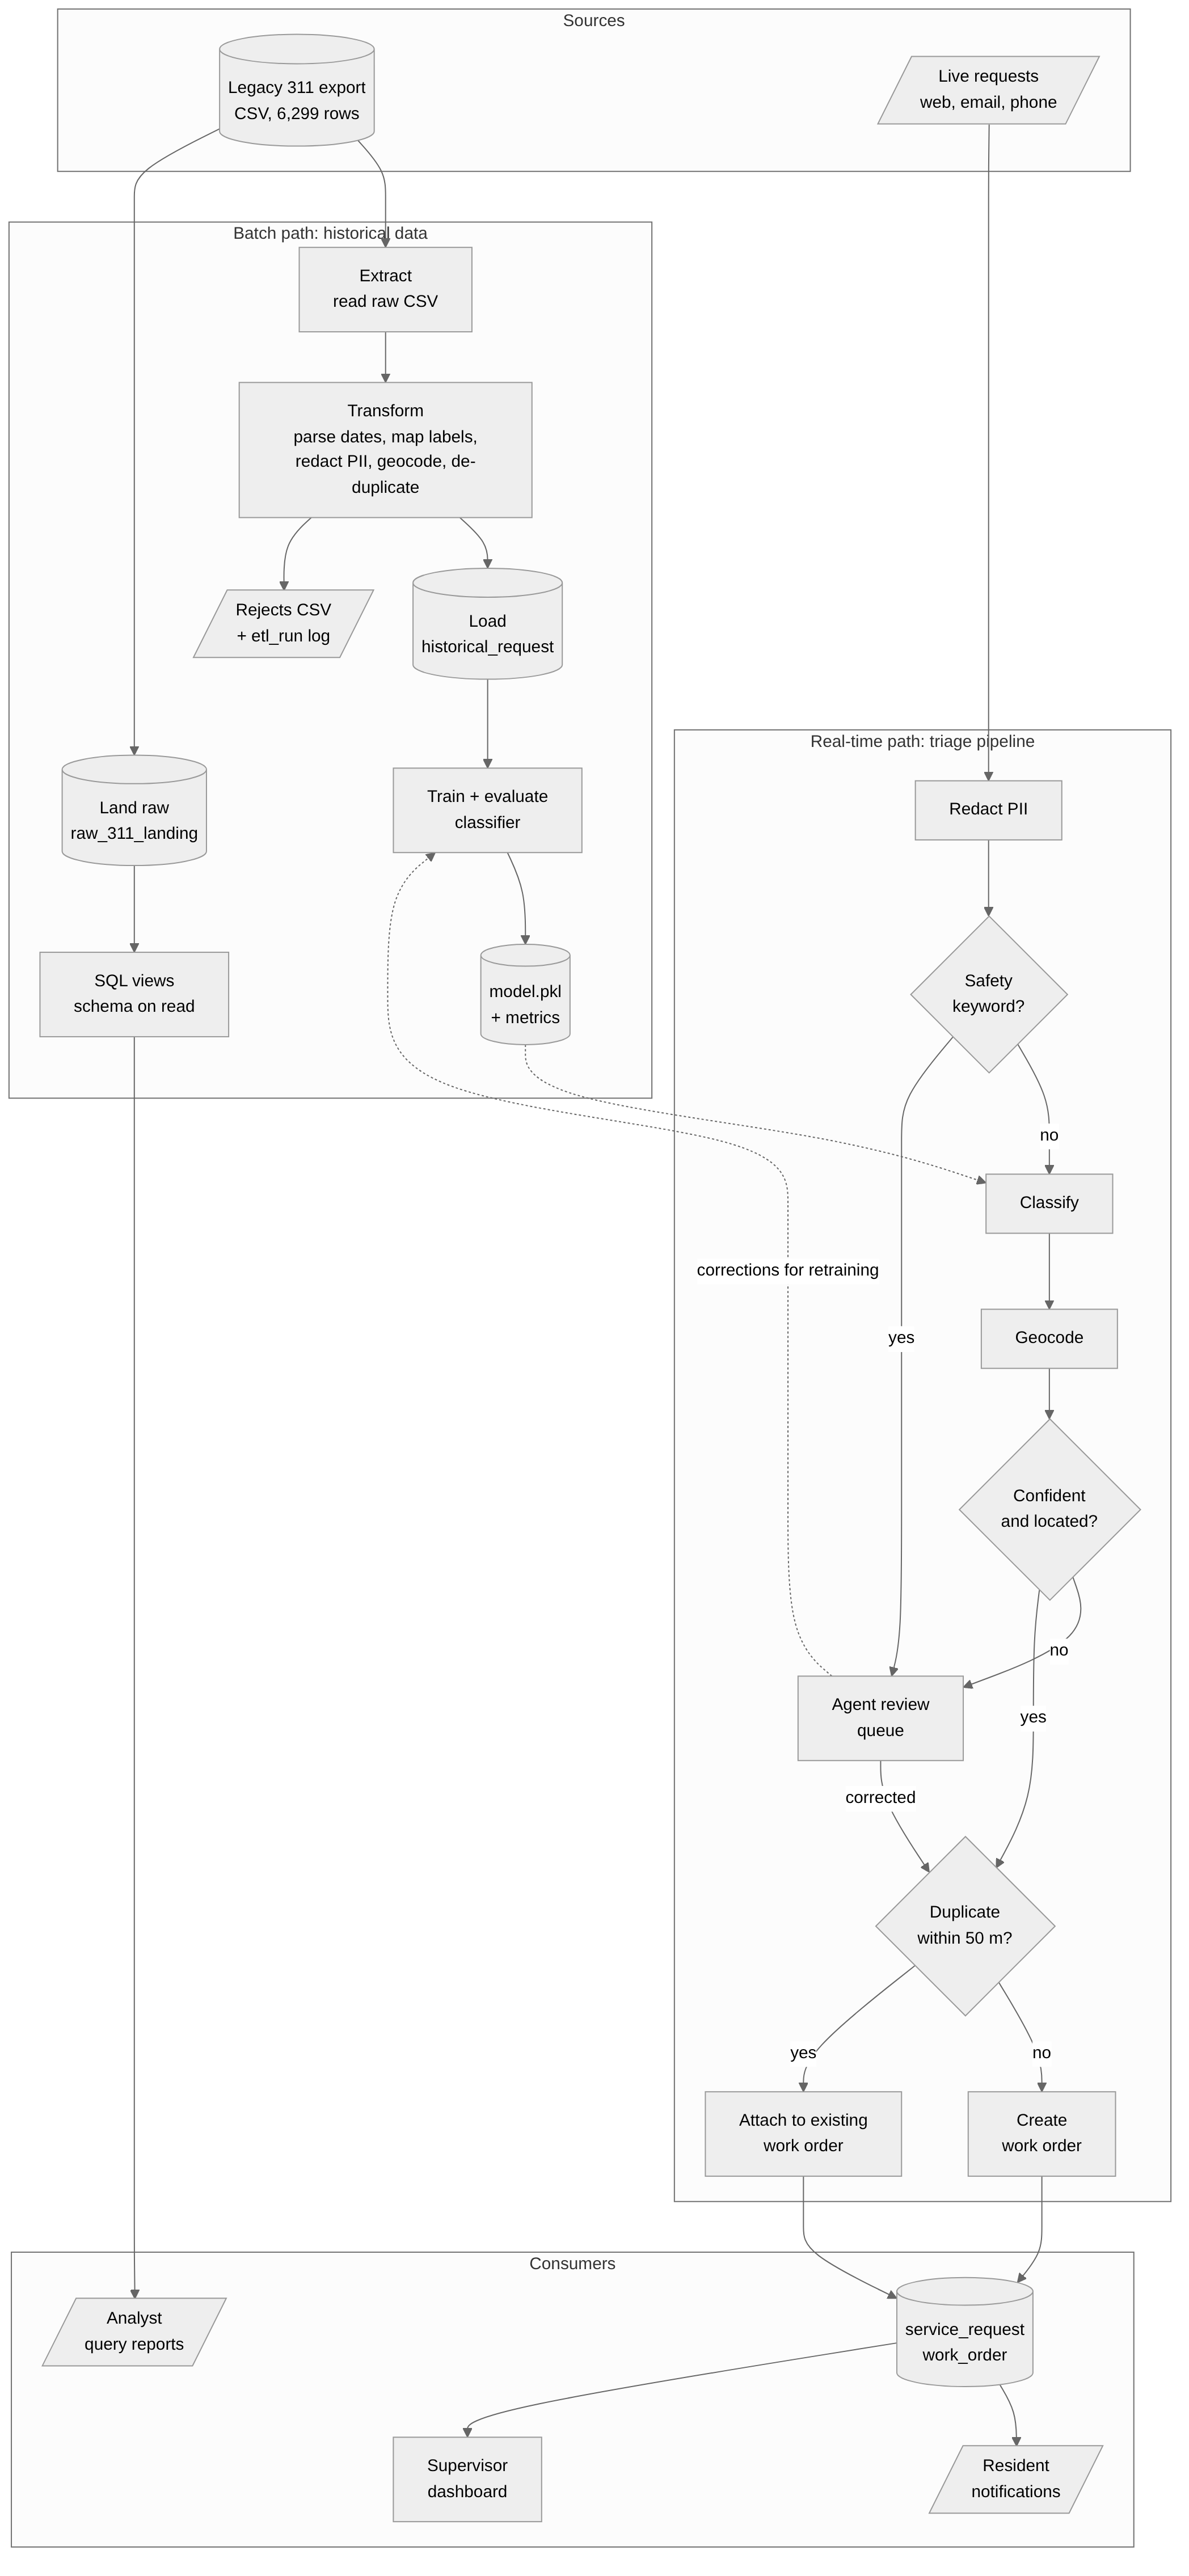 Sources
Legacy 311 export
CSV, 6,299 rows
Live requests
web, email, phone
Batch path: historical data
Extract
read raw CSV
Transform
parse dates, map labels,
redact PII, geocode, de-
duplicate
Rejects CSV
+ etl_run log
Load
historical_request
Land raw
raw_311_landing
Train + evaluate
classifier
SQL views
schema on read
model.pkl
+ metrics
Real-time path: triage pipeline
Redact PII
Safety
keyword?
no
Classify
corrections for retraining
yes
Geocode
Confident
and located?
no
Agent review
queue
yes
corrected
Duplicate
within 50 m?
yes
no
Attach to existing
work order
Create
work order
Consumers
Analyst
query reports
service_request
work_order
Supervisor
dashboard
Resident
notifications